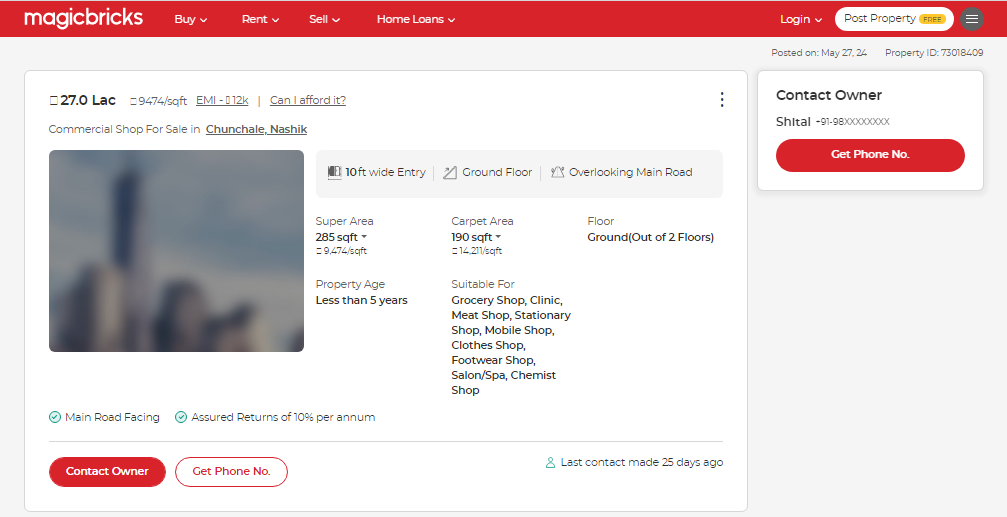 magicbricks
Buy
Rent
Sell
Home Loans
Login
Post Property FREE
Posted on: May 27, 24 Property ID: 73018409
27.0 Lac 9474/sqft EMI - 12k | Can I afford it?
Commercial Shop For Sale in Chunchale, Nashik
10ft wide Entry
Ground Floor
Overlooking Main Road
Super Area
285 sqft
9,474/sqft
Carpet Area
190 sqft
14,211/sqft
Floor
Ground(Out of 2 Floors)
Property Age
Less than 5 years
Suitable For
Grocery Shop, Clinic,
Meat Shop, Stationary
Shop, Mobile Shop,
Clothes Shop,
Footwear Shop,
Salon/Spa, Chemist
Shop
Main Road Facing
Assured Returns of 10% per annum
Contact Owner
Get Phone No.
Last contact made 25 days ago
Contact Owner
Shital +91-98XXXXXXXX
Get Phone No.